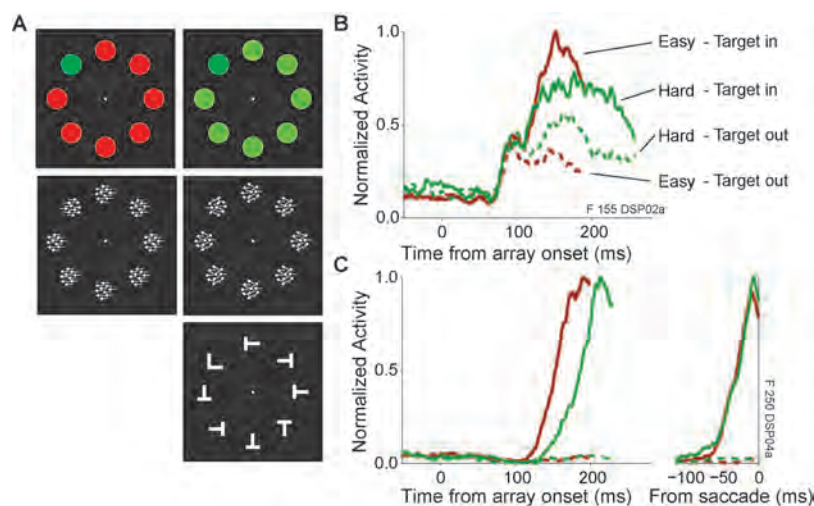 A
B
Normalized Activity
1.0
0.5
0.0
Easy - Target in
Hard - Target in
Hard - Target out
Easy - Target out
F 155 DSP02a
0
100
200
Time from array onset (ms)
C
Normalized Activity
1.0
0.5
0.0
0
100
200
Time from array onset (ms)
F 250 DSP04a
−100
−50
0
From saccade (ms)